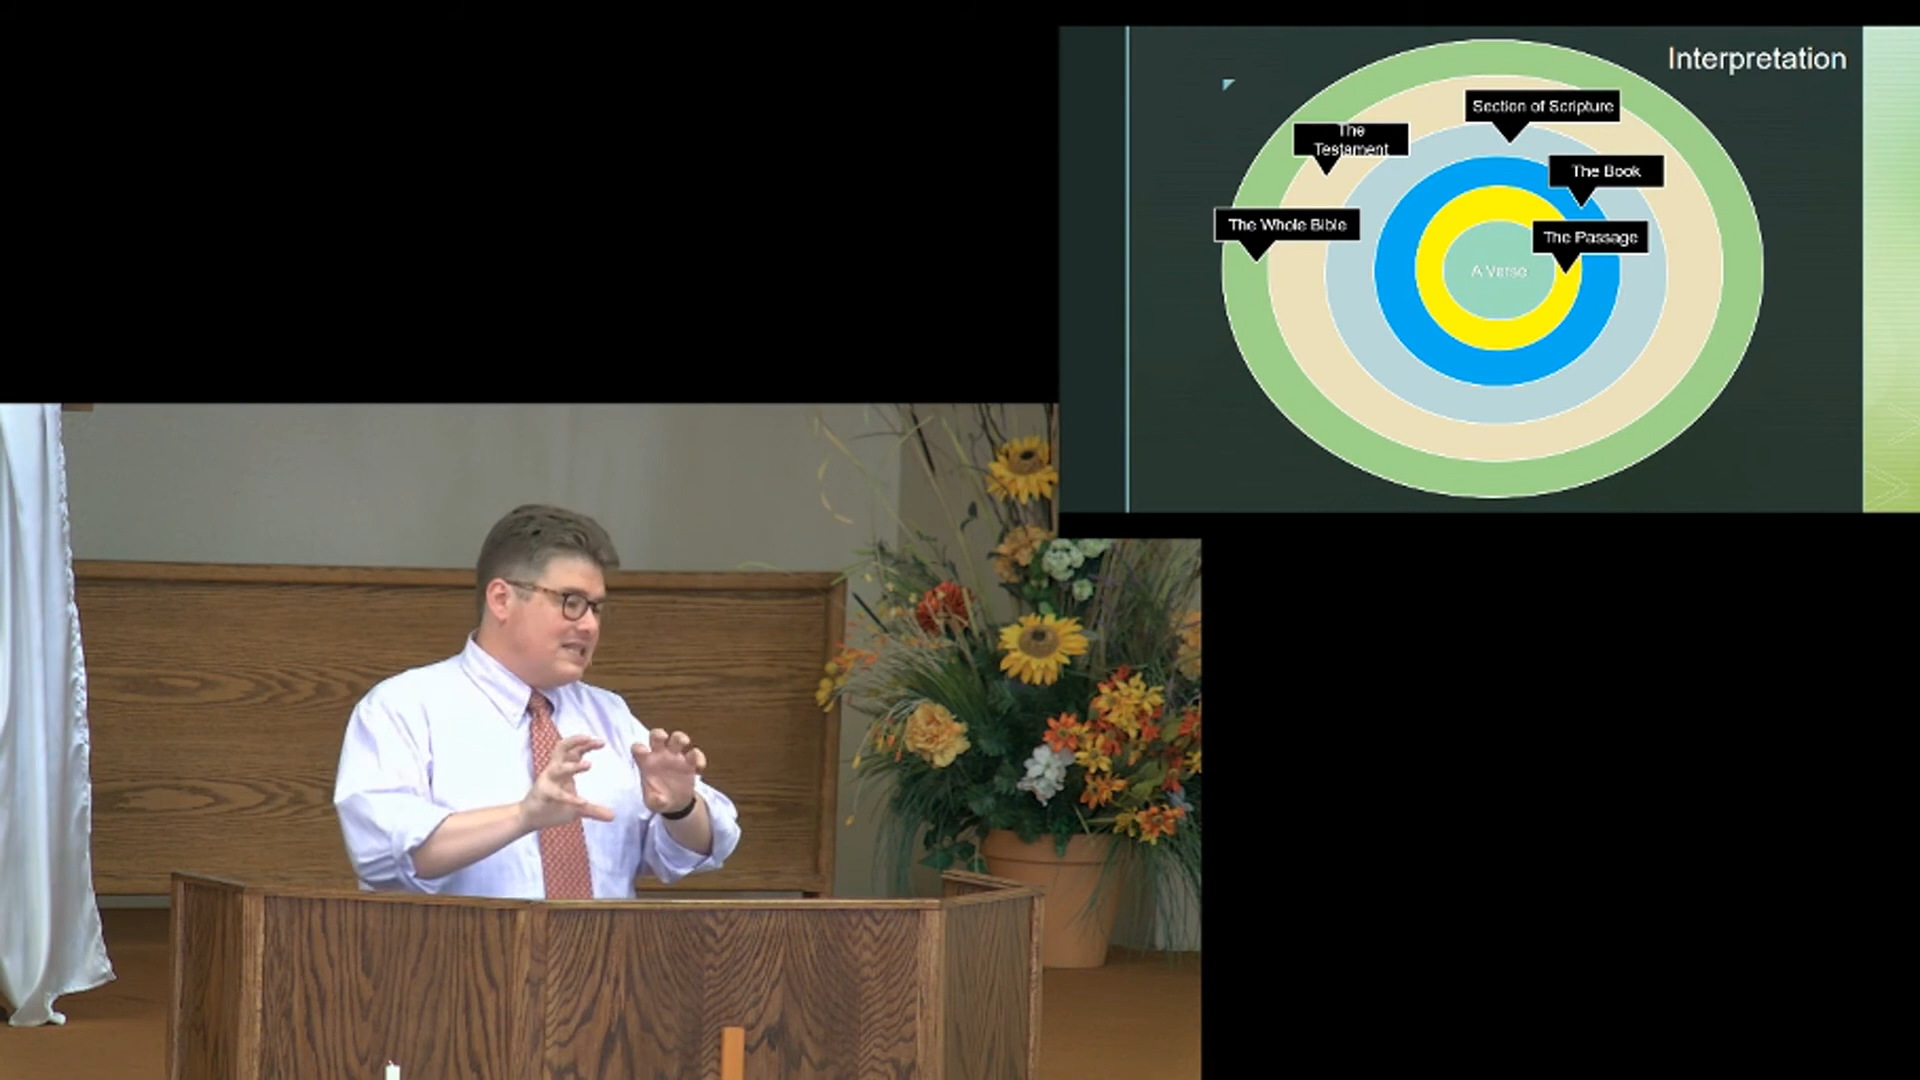 Interpretation
Section of Scripture
The
Testament
The Book
The Whole Bible
The Passage
A Verse